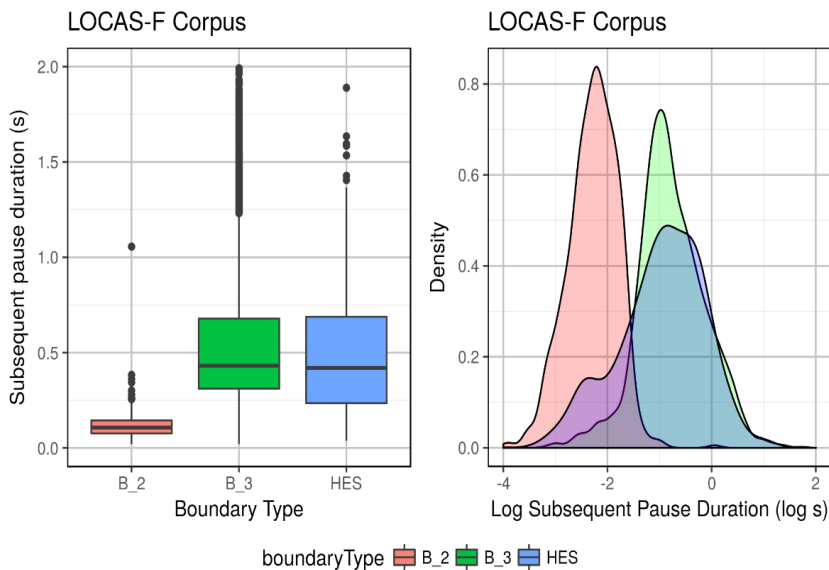 LOCAS-F Corpus
Subsequent pause duration (s)
2.0
1.5
1.0
0.5
0.0
B_2 B_3 HES
Boundary Type
LOCAS-F Corpus
Density
0.8
0.6
0.4
0.2
0.0
-4 -2 0 2
Log Subsequent Pause Duration (log s)
boundaryType B_2 B_3 HES